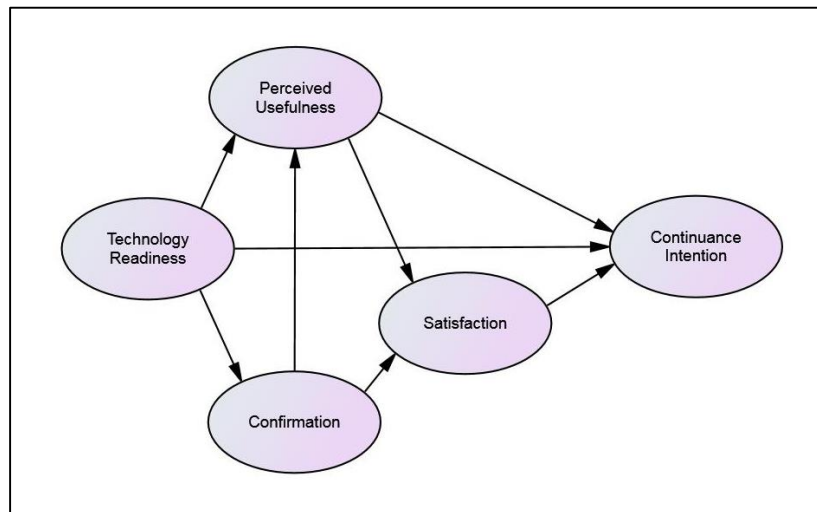 Perceived
Usefulness
Technology
Readiness
Continuance
Intention
Satisfaction
Confirmation